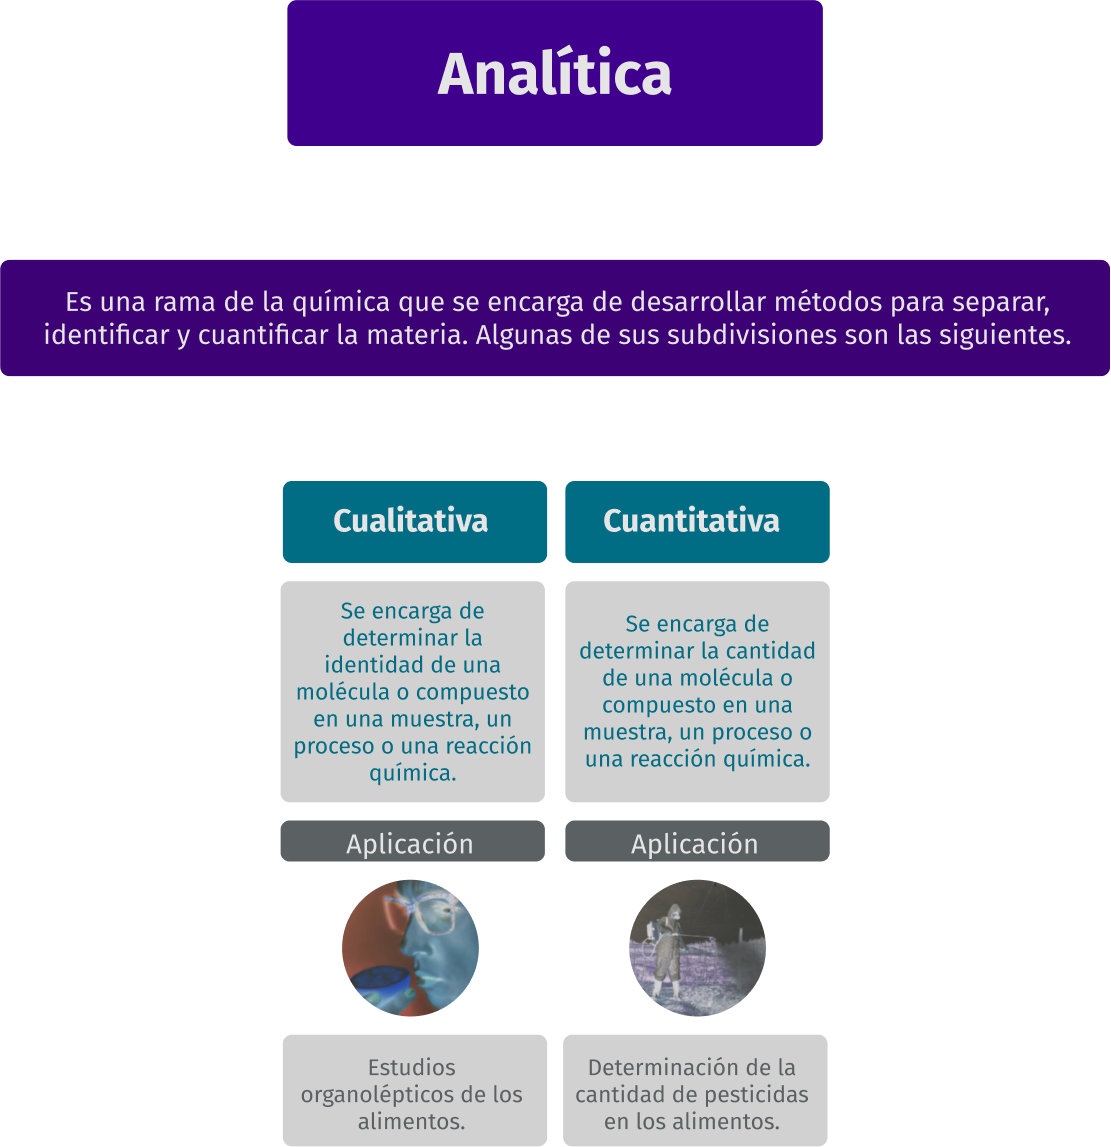 Analítica
Es una rama de la química que se encarga de desarrollar métodos para separar,
identificar y cuantificar la materia. Algunas de sus subdivisiones son las siguientes.
Cualitativa
Se encarga de
determinar la
identidad de una
molécula o compuesto
en una muestra, un
proceso o una reacción
química.
Aplicación
Estudios
organolépticos de los
alimentos.
Cuantitativa
Se encarga de
determinar la cantidad
de una molécula o
compuesto en una
muestra, un proceso o
una reacción química.
Aplicación
Determinación de la
cantidad de pesticidas
en los alimentos.